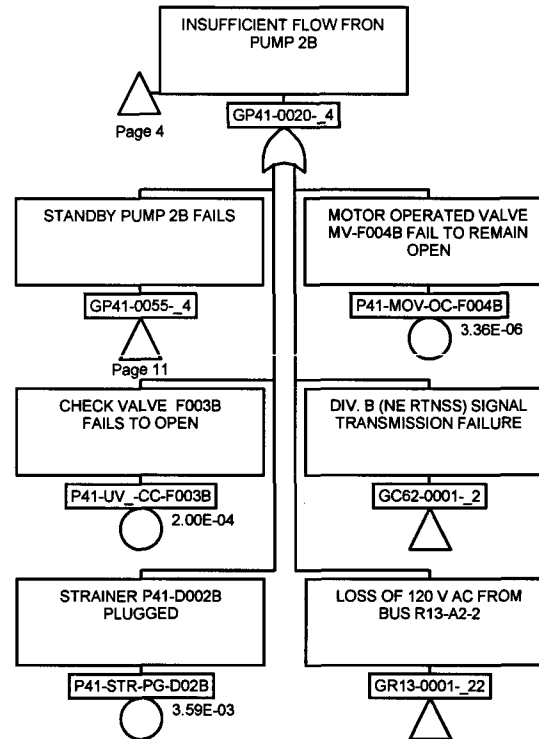 INSUFFICIENT FLOW FRON
PUMP 2B
Page 4
GP41-0020-_4
STANDBY PUMP 2B FAILS
GP41-0055-_4
Page 11
MOTOR OPERATED VALVE
MV-F004B FAIL TO REMAIN
OPEN
P41-MOV-OC-F004B
3.36E-06
CHECK VALVE F003B
FAILS TO OPEN
P41-UV_-CC-F003B
2.00E-04
DIV. B (NE RTNSS) SIGNAL
TRANSMISSION FAILURE
GC62-0001-_2
STRAINER P41-D002B
PLUGGED
P41-STR-PG-D02B
3.59E-03
LOSS OF 120 V AC FROM
BUS R13-A2-2
GR13-0001-_22